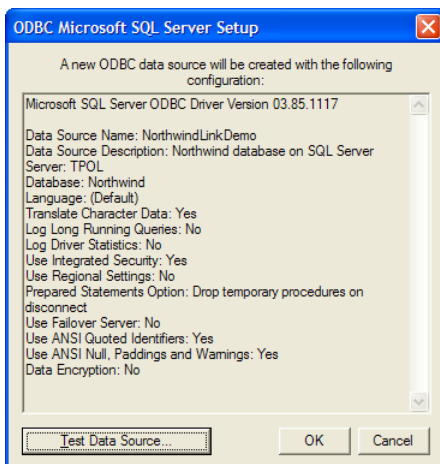 ODBC Microsoft SQL Server Setup
A new ODBC data source will be created with the following
configuration:
Microsoft SQL Server ODBC Driver Version 03.85.1117
Data Source Name: NorthwindLinkDemo
Data Source Description: Northwind database on SQL Server
Server: TPOL
Database: Northwind
Language: (Default)
Translate Character Data: Yes
Log Long Running Queries: No
Log Driver Statistics: No
Use Integrated Security: Yes
Use Regional Settings: No
Prepared Statements Option: Drop temporary procedures on
disconnect
Use Failover Server: No
Use ANSI Quoted Identifiers: Yes
Use ANSI Null, Paddings and Warnings: Yes
Data Encryption: No
Test Data Source... OK Cancel